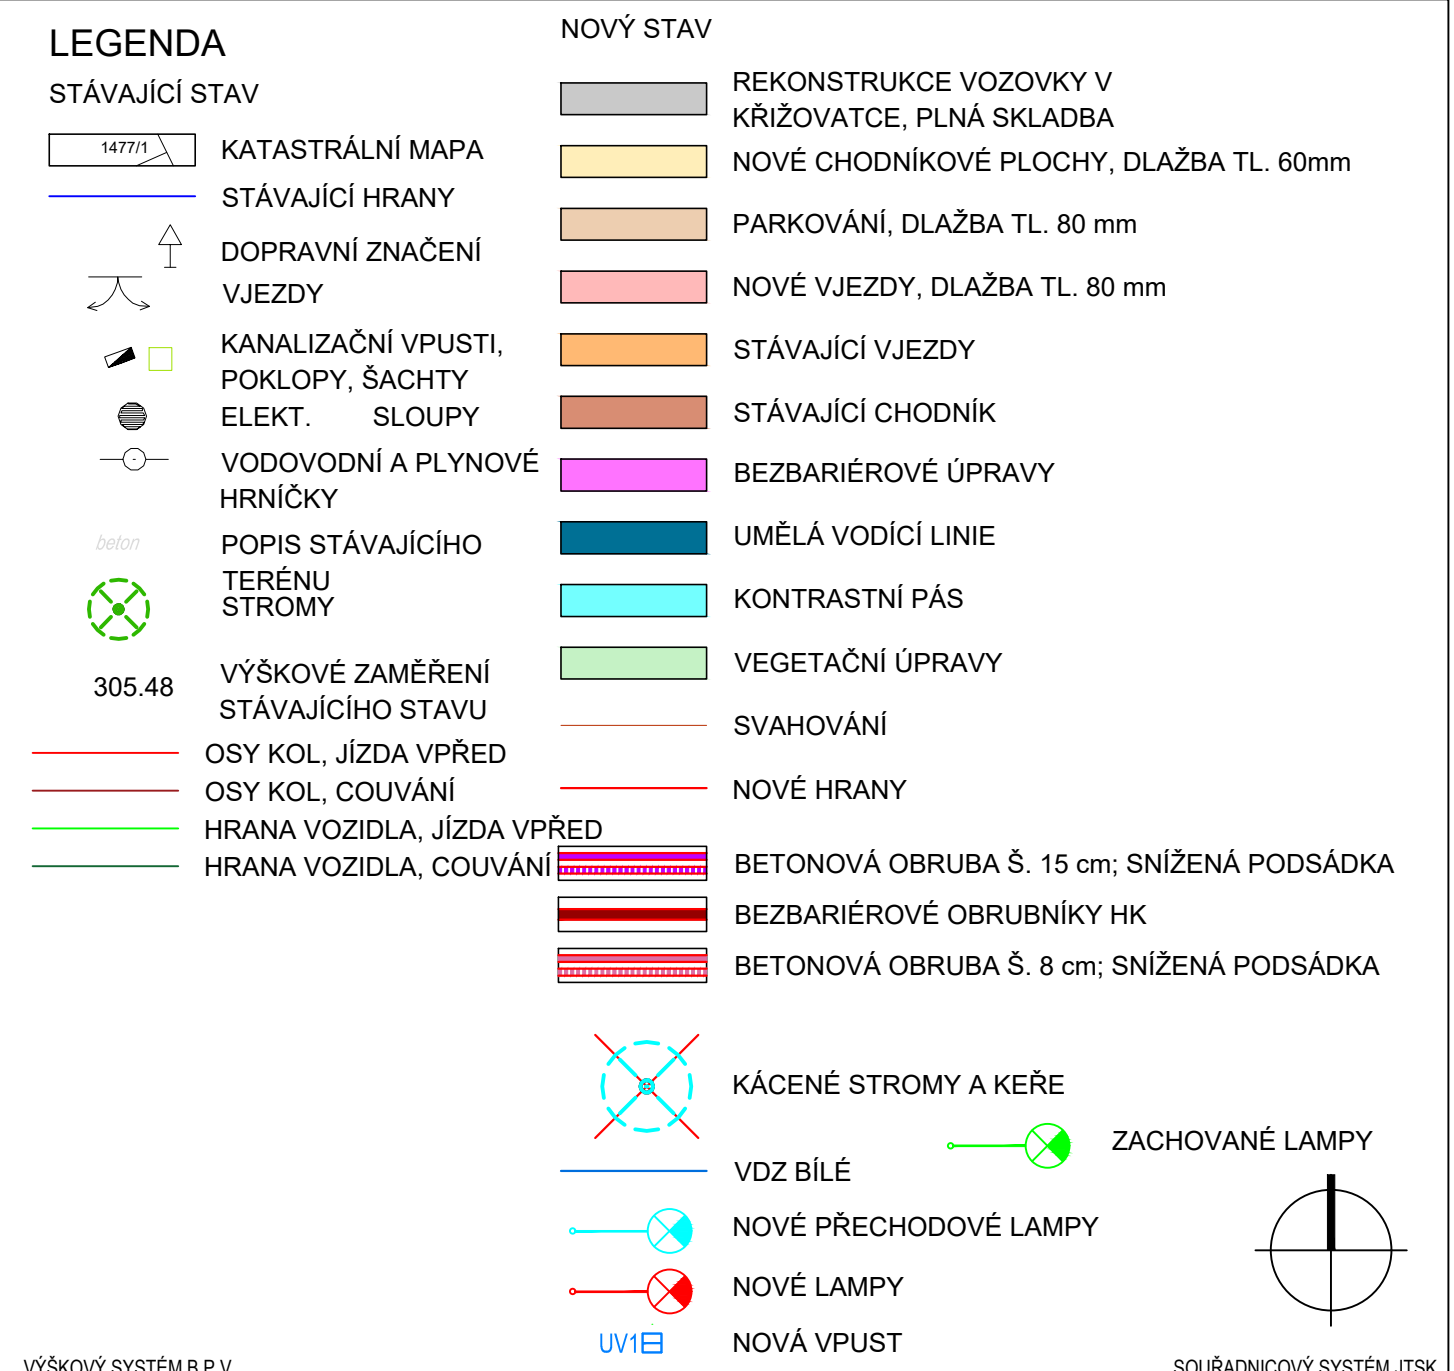 LEGENDA
STÁVAJÍCÍ STAV
1477/1
KATASTRÁLNÍ MAPA
STÁVAJÍCÍ HRANY
DOPRAVNÍ ZNAČENÍ
VJEZDY
KANALIZAČNÍ VPUSTI,
POKLOPY, ŠACHTY
ELEKT. SLOUPY
VODOVODNÍ A PLYNOVÉ
HRNÍČKY
beton
POPIS STÁVAJÍCÍHO
TERÉNU
STROMY
305.48
VÝŠKOVÉ ZAMĚŘENÍ
STÁVAJÍCÍHO STAVU
OSY KOL, JÍZDA VPŘED
OSY KOL, COUVÁNÍ
HRANA VOZIDLA, JÍZDA VPŘED
HRANA VOZIDLA, COUVÁNÍ
NOVÝ STAV
REKONSTRUKCE VOZOVKY V
KŘIŽOVATCE, PLNÁ SKLADBA
NOVÉ CHODNÍKOVÉ PLOCHY, DLAŽBA TL. 60mm
PARKOVÁNÍ, DLAŽBA TL. 80 mm
NOVÉ VJEZDY, DLAŽBA TL. 80 mm
STÁVAJÍCÍ VJEZDY
STÁVAJÍCÍ CHODNÍK
BEZBARIÉROVÉ ÚPRAVY
UMĚLÁ VODÍCÍ LINIE
KONTRASTNÍ PÁS
VEGETAČNÍ ÚPRAVY
SVAHOVÁNÍ
NOVÉ HRANY
BETONOVÁ OBRUBA Š. 15 cm; SNÍŽENÁ PODSÁDKA
BEZBARIÉROVÉ OBRUBNÍKY HK
BETONOVÁ OBRUBA Š. 8 cm; SNÍŽENÁ PODSÁDKA
KÁCENÉ STROMY A KEŘE
ZACHOVANÉ LAMPY
VDZ BÍLÉ
NOVÉ PŘECHODOVÉ LAMPY
NOVÉ LAMPY
UV1
NOVÁ VPUST
VÝŠKOVÝ SYSTÉM B.P.V.
SOUŘADNICOVÝ SYSTÉM JTSK